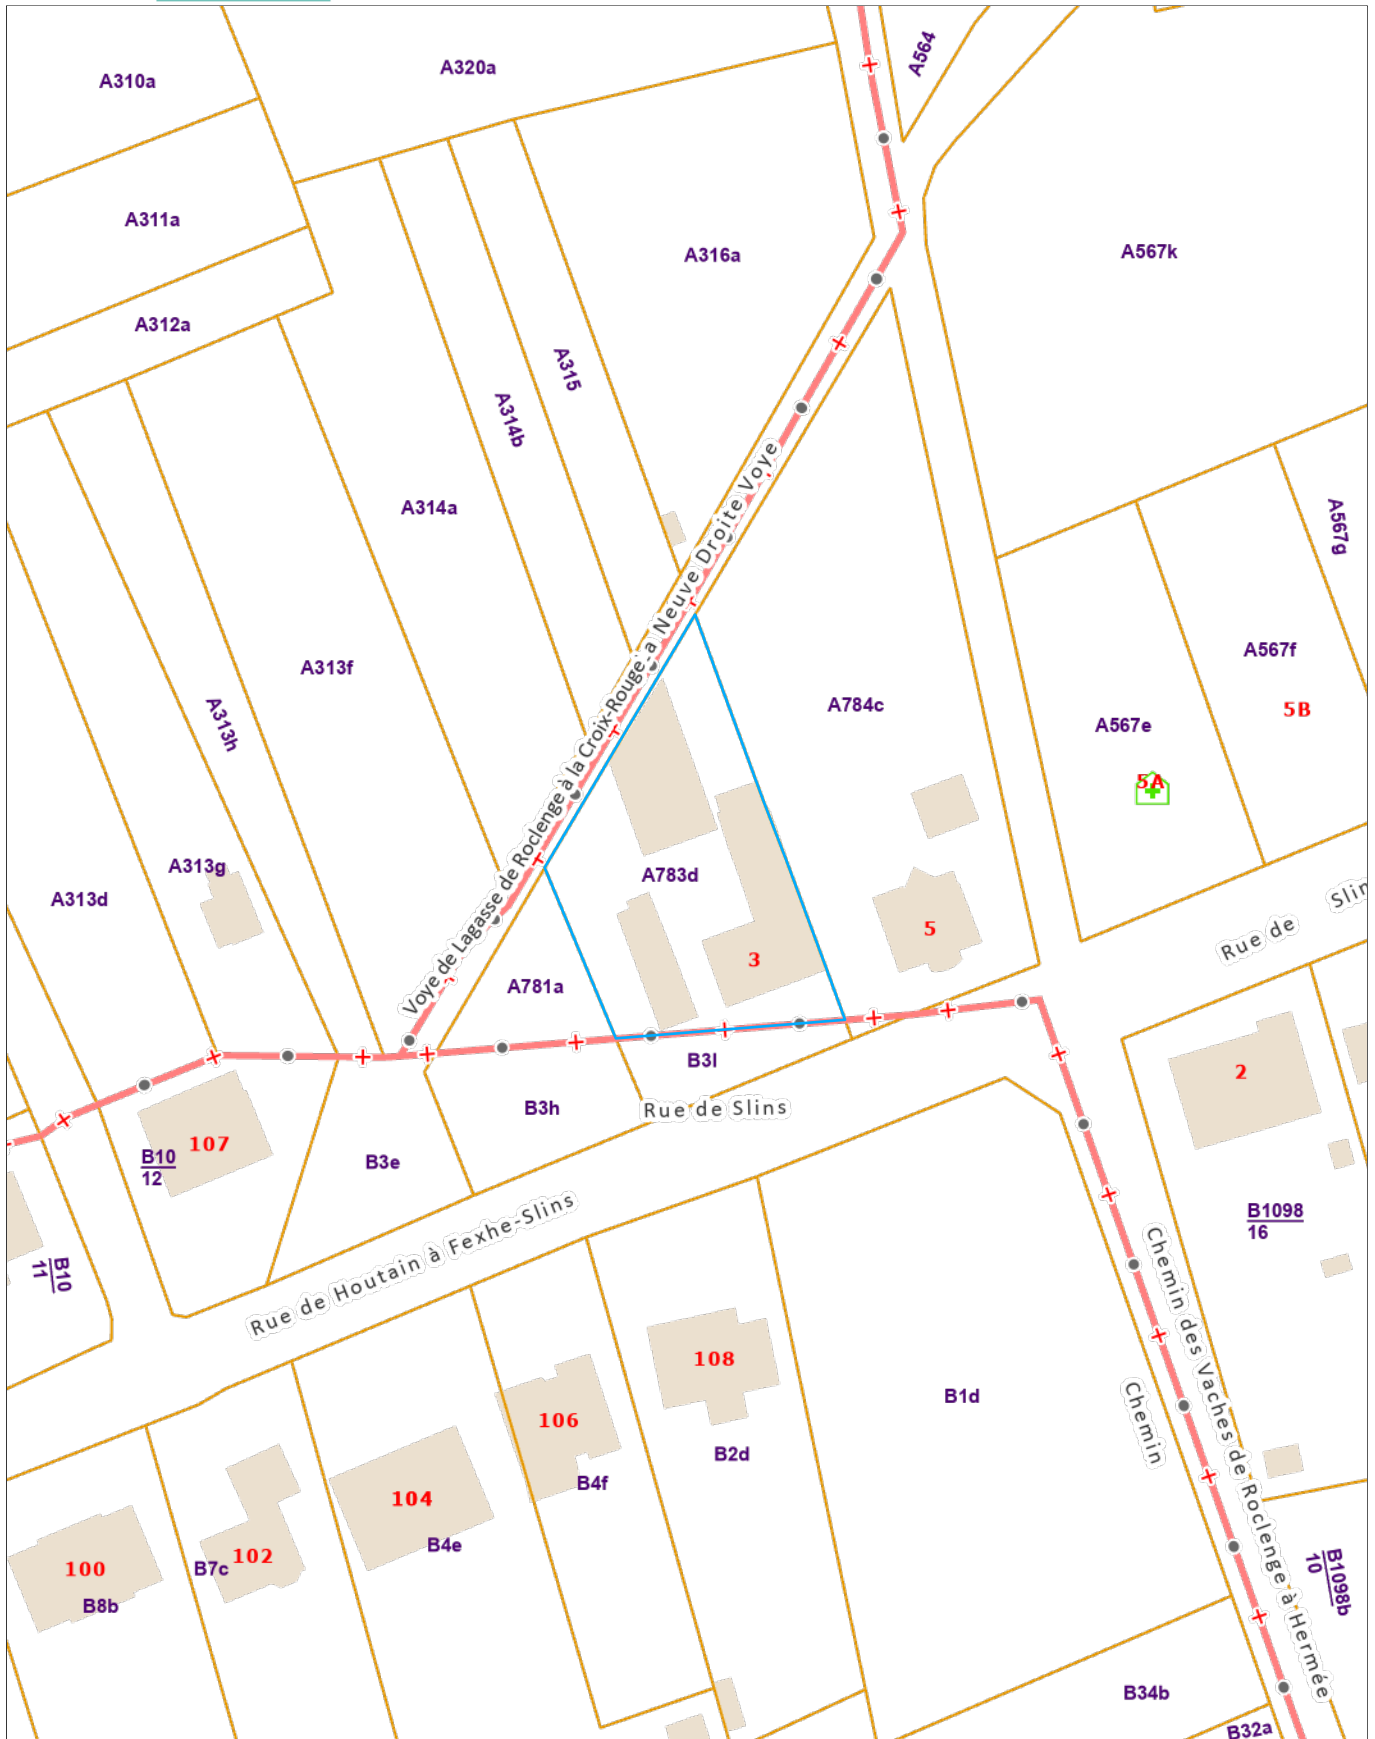 A564
A320a
A310a
A311a
A316a
A567k
A312a
A315
A314b
A314a
Voye de Lagasse de Roclenge à la Croix-Rouge
a Neuve Droite Voye
A567g
A567f
5B
A313f
A313h
A784c
A567e
5A
A313g
A783d
A313d
5
3
Rue de Slin
A781a
B3l
2
Rue de Slins
B3h
107
B10
12
B3e
B1098
16
Rue de Houtain à Fexhe-Slins
B10
11
Chemin des Vaches de Roclenge à Hermée
Chemin
108
B1d
106
B2d
B4f
104
B4e
102
B7c
100
B8b
B1098b
10
B34b
B32a